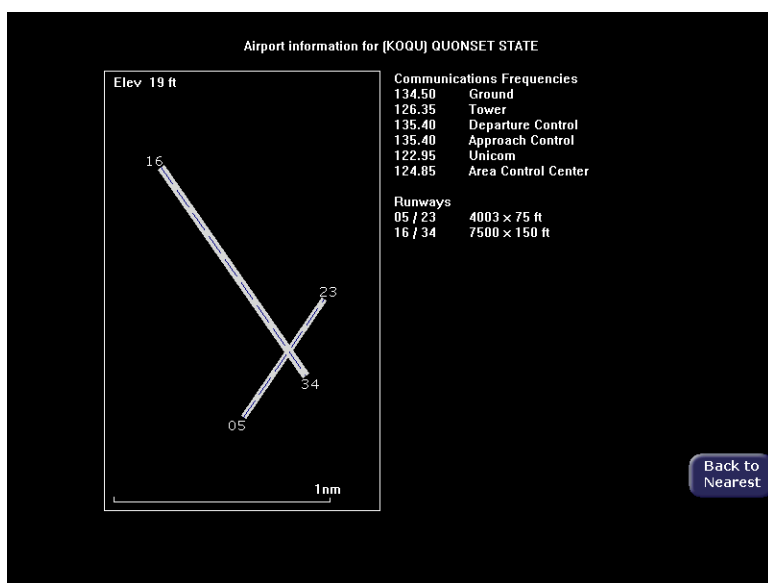 Airport information for (KOQU) QUONSET STATE
Elev 19 ft
16
23
34
05
1nm
Communications Frequencies
134.50 Ground
126.35 Tower
135.40 Departure Control
135.40 Approach Control
122.95 Unicom
124.85 Area Control Center
Runways
05 / 23 4003 x 75 ft
16 / 34 7500 x 150 ft
Back to
Nearest